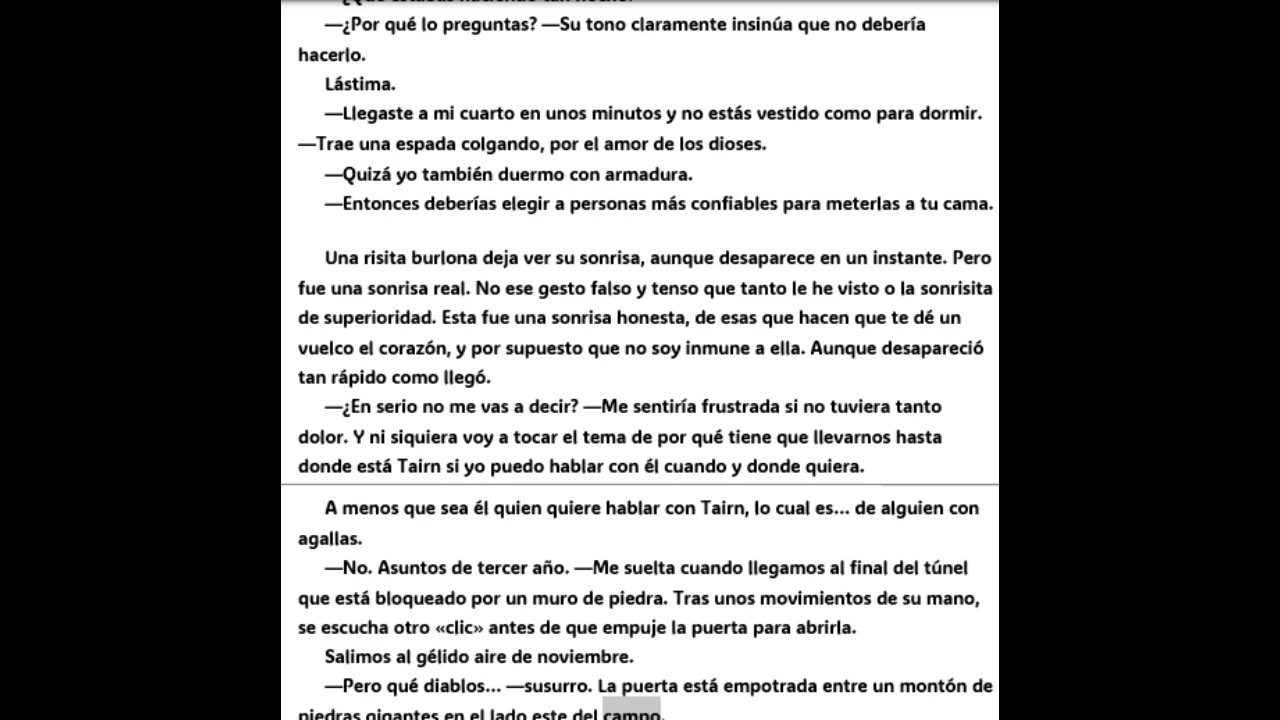 —¿Por qué lo preguntas? —Su tono claramente insinúa que no debería
hacerlo.
Lástima.
—Llegaste a mi cuarto en unos minutos y no estás vestido como para dormir.
—Trae una espada colgando, por el amor de los dioses.
—Quizá yo también duermo con armadura.
—Entonces deberías elegir a personas más confiables para meterlas a tu cama.
Una risita burlona deja ver su sonrisa, aunque desaparece en un instante. Pero
fue una sonrisa real. No ese gesto falso y tenso que tanto le he visto o la sonrisita
de superioridad. Esta fue una sonrisa honesta, de esas que hacen que te dé un
vuelco el corazón, y por supuesto que no soy inmune a ella. Aunque desapareció
tan rápido como llegó.
—¿En serio no me vas a decir? —Me sentiría frustrada si no tuviera tanto
dolor. Y ni siquiera voy a tocar el tema de por qué tiene que llevarnos hasta
donde está Tairn si yo puedo hablar con él cuando y donde quiera.
A menos que sea él quien quiere hablar con Tairn, lo cual es... de alguien con
agallas.
—No. Asuntos de tercer año. —Me suelta cuando llegamos al final del túnel
que está bloqueado por un muro de piedra. Tras unos movimientos de su mano,
se escucha otro «clic» antes de que empuje la puerta para abrirla.
Salimos al gélido aire de noviembre.
—Pero qué diablos... —susurro. La puerta está empotrada entre un montón de
piedras gigantes en el lado este del campo.